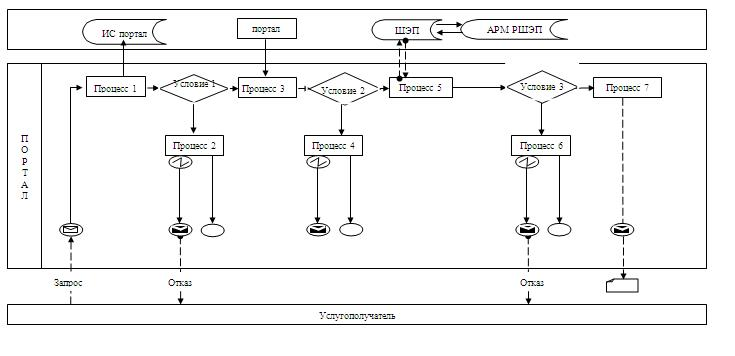 ИС портал
портал
ШЭП
АРМ РШЭП
Процесс 1
Условие 1
Процесс 3
Условие 2
Процесс 5
Условие 3
Процесс 7
Процесс 2
Процесс 4
Процесс 6
ПОРТАЛ
Запрос
Отказ
Отказ
Услугополучатель